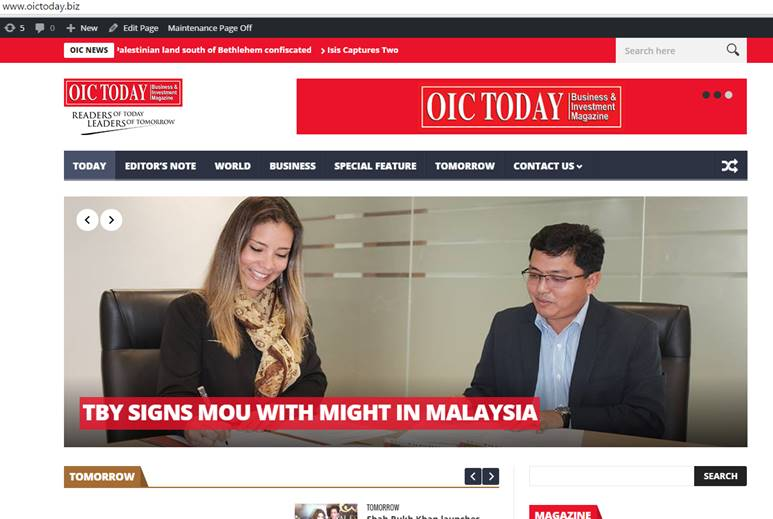 www.oictoday.biz
5 0 New Edit Page Maintenance Page Off
OIC NEWS Palestinian land south of Bethlehem confiscated Isis Captures Two
Search here
OIC TODAY Business &
Investment
Magazine
READERS OF TODAY
LEADERS OF TOMORROW
OIC TODAY Business &
Investment
Magazine
TODAY EDITOR'S NOTE WORLD BUSINESS SPECIAL FEATURE TOMORROW CONTACT US
TBY SIGNS MOU WITH MIGHT IN MALAYSIA
TOMORROW
SEARCH
TOMORROW
Shah Rukh Khan launches
MAGAZINE